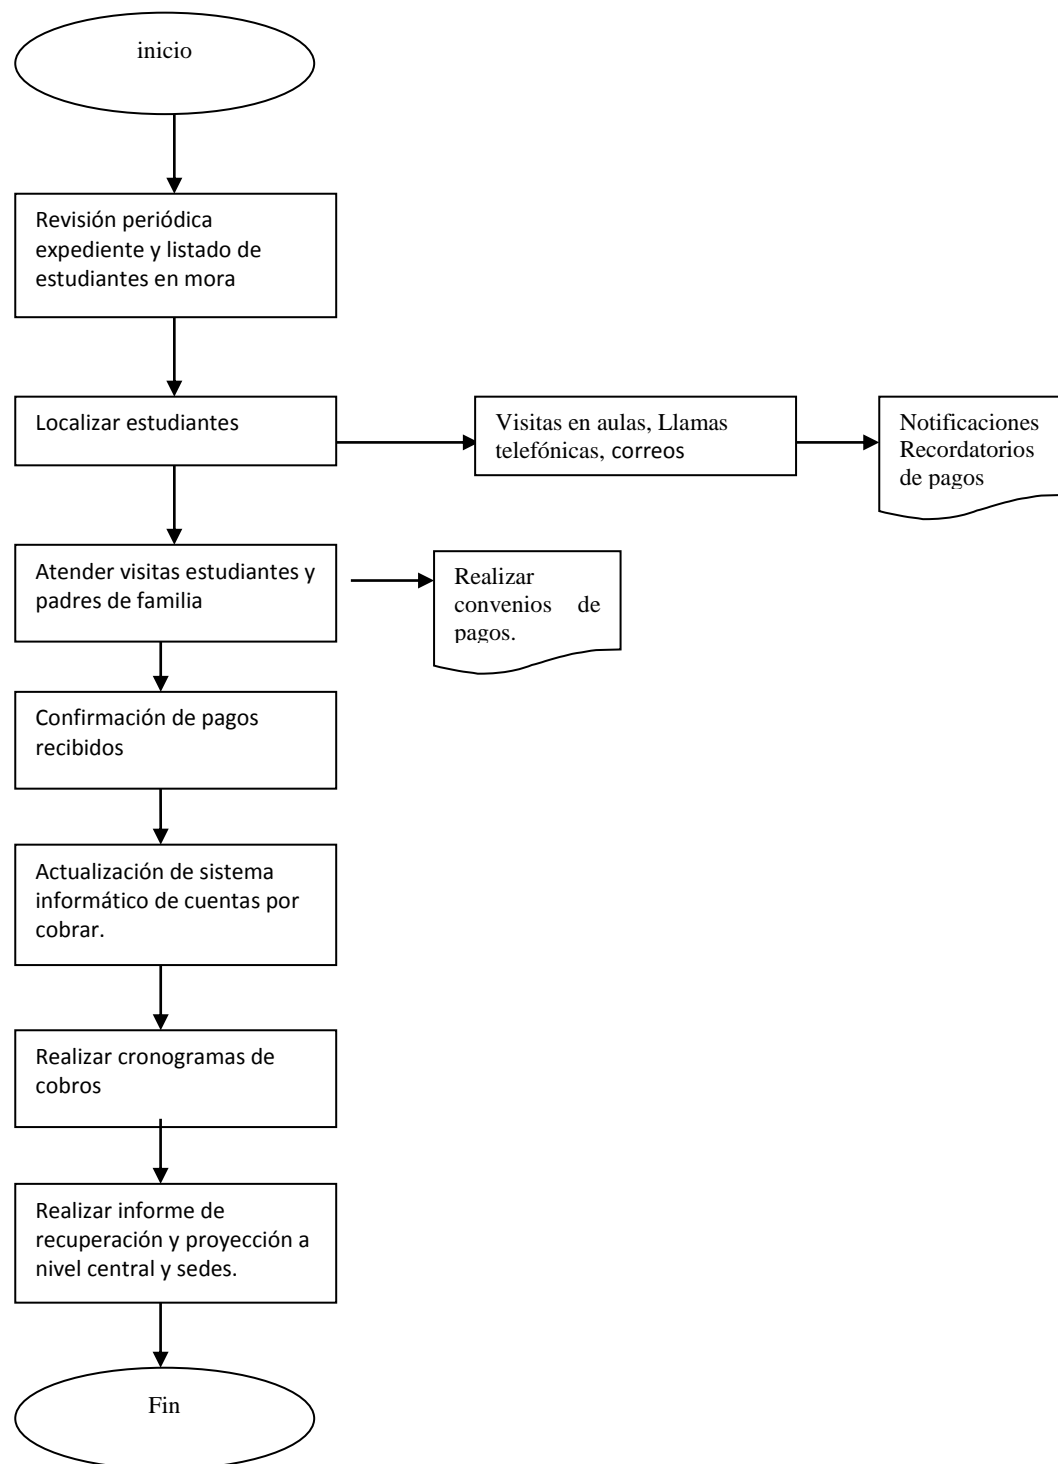 inicio
Revisión periódica
expediente y listado de
estudiantes en mora
Localizar estudiantes
Visitas en aulas, Llamas
telefónicas, correos
Notificaciones
Recordatorios
de pagos
Atender visitas estudiantes y
padres de familia
Realizar
convenios de
pagos.
Confirmación de pagos
recibidos
Actualización de sistema
informático de cuentas por
cobrar.
Realizar cronogramas de
cobros
Realizar informe de
recuperación y proyección a
nivel central y sedes.
Fin